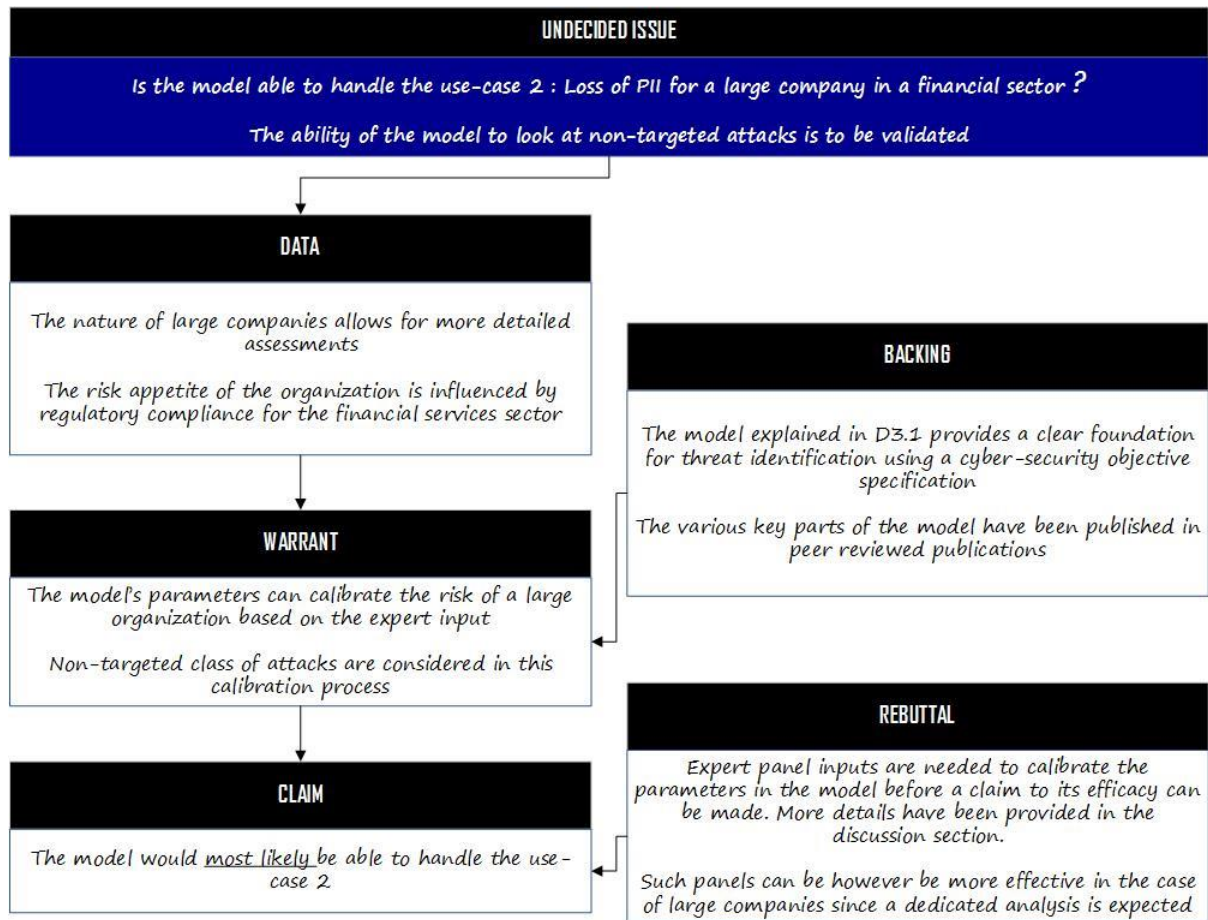 UNDECIDED ISSUE
Is the model able to handle the use-case 2 : Loss of PII for a large company in a financial sector ?
The ability of the model to look at non-targeted attacks is to be validated
DATA
The nature of large companies allows for more detailed
assessments
The risk appetite of the organization is influenced by
regulatory compliance for the financial services sector
BACKING
The model explained in D3.1 provides a clear foundation
for threat identification using a cyber-security objective
specification
The various key parts of the model have been published in
peer reviewed publications
WARRANT
The model's parameters can calibrate the risk of a large
organization based on the expert input
Non-targeted class of attacks are considered in this
calibration process
REBUTTAL
Expert panel inputs are needed to calibrate the
parameters in the model before a claim to its efficacy can
be made. More details have been provided in the
discussion section.
Such panels can be however be more effective in the case
of large companies since a dedicated analysis is expected
CLAIM
The model would most likely be able to handle the use-
case 2